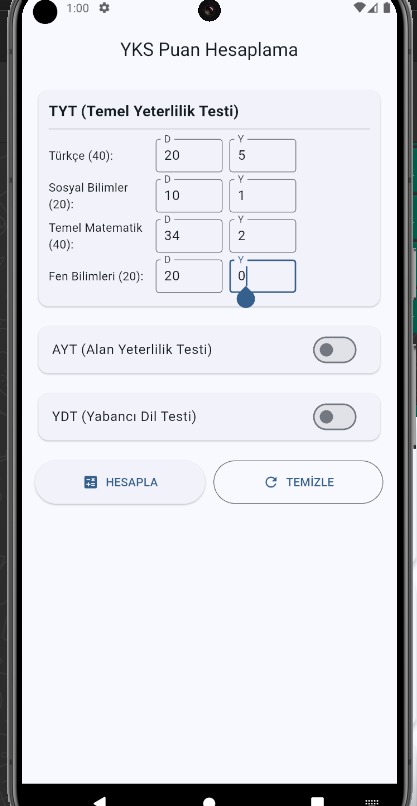 1:00
YKS Puan Hesaplama
TYT (Temel Yeterlilik Testi)
D Y
Türkçe (40): 20 5
D Y
Sosyal Bilimler
(20): 10 1
D Y
Temel Matematik
(40): 34 2
D Y
Fen Bilimleri (20): 20 0
AYT (Alan Yeterlilik Testi)
YDT (Yabancı Dil Testi)
HESAPLA
TEMİZLE